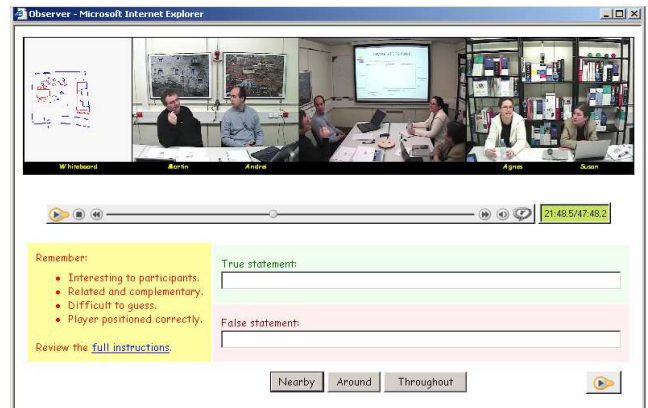 Observer - Microsoft Internet Explorer
Whiteboard Martin Andrei Agnes Susan
21:48.5/47:48.2
Remember:
Interesting to participants.
Related and complementary.
Difficult to guess.
Player positioned correctly.
Review the full instructions.
True statement:
False statement:
Nearby Around Throughout